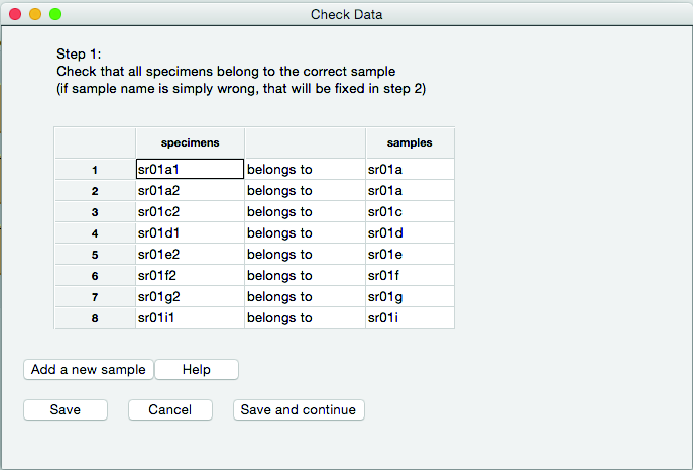 Check Data
Step 1:
Check that all specimens belong to the correct sample
(if sample name is simply wrong, that will be fixed in step 2)
specimens samples
1 sr01a1 belongs to sr01a
2 sr01a2 belongs to sr01a
3 sr01c2 belongs to sr01c
4 sr01d1 belongs to sr01d
5 sr01e2 belongs to sr01e
6 sr01f2 belongs to sr01f
7 sr01g2 belongs to sr01g
8 sr01i1 belongs to sr01i
Add a new sample Help
Save Cancel Save and continue